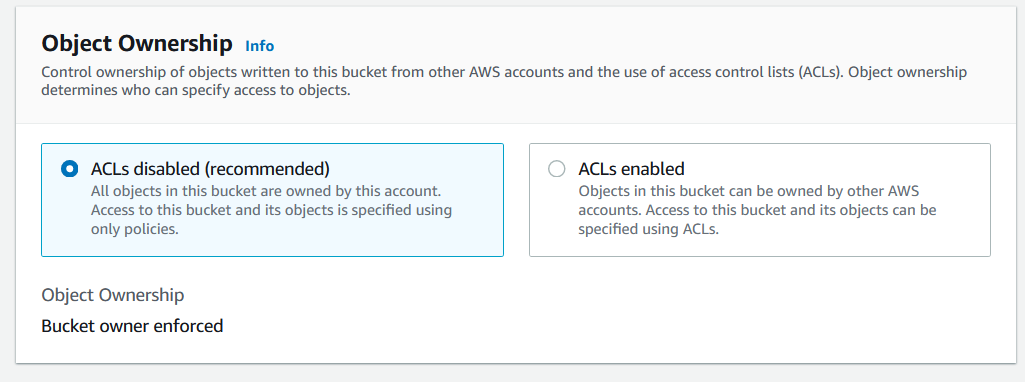 Object Ownership Info
Control ownership of objects written to this bucket from other AWS accounts and the use of access control lists (ACLs). Object ownership
determines who can specify access to objects.
ACLs disabled (recommended)
All objects in this bucket are owned by this account.
Access to this bucket and its objects is specified using
only policies.
ACLs enabled
Objects in this bucket can be owned by other AWS
accounts. Access to this bucket and its objects can be
specified using ACLs.
Object Ownership
Bucket owner enforced